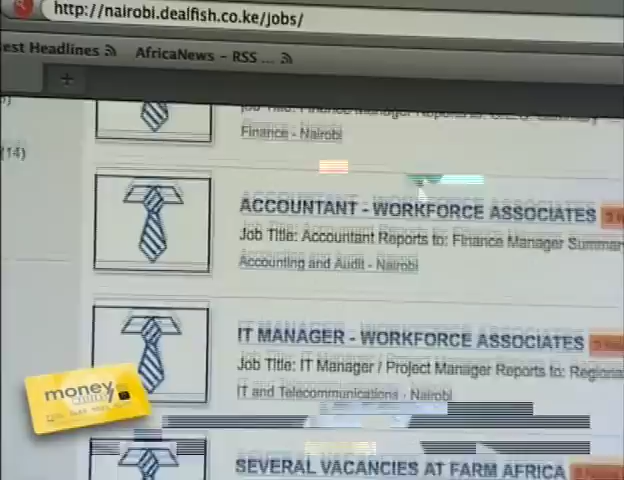 http://nairobi.dealfish.co.ke/jobs/
est Headlines
AfricaNews - RSS ...
+
(14)
Finance - Nairobi
ACCOUNTANT - WORKFORCE ASSOCIATES
Job Title: Accountant Reports to: Finance Manager Summar
Accounting and Audit - Nairobi
IT MANAGER - WORKFORCE ASSOCIATES
Job Title: IT Manager / Project Manager Reports to: Regiona
IT and Telecommunications - Nairobi
money
SEVERAL VACANCIES AT FARM AFRICA